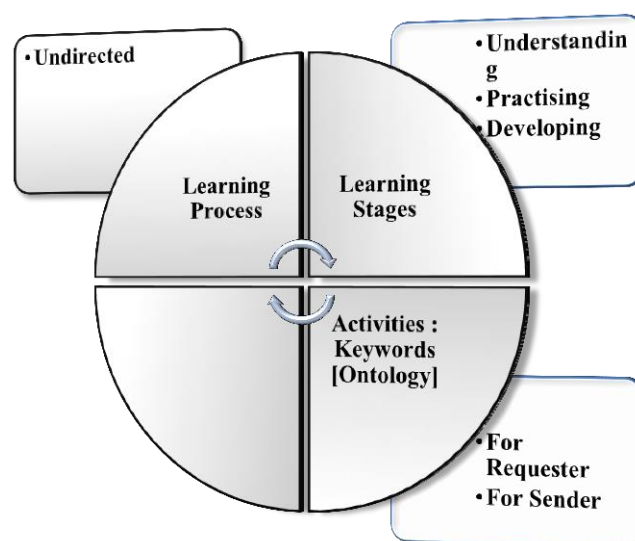 • Undirected
• Understandin
g
• Practising
• Developing
Learning
Process
Learning
Stages
Activities :
Keywords
[Ontology]
• For
Requester
• For Sender